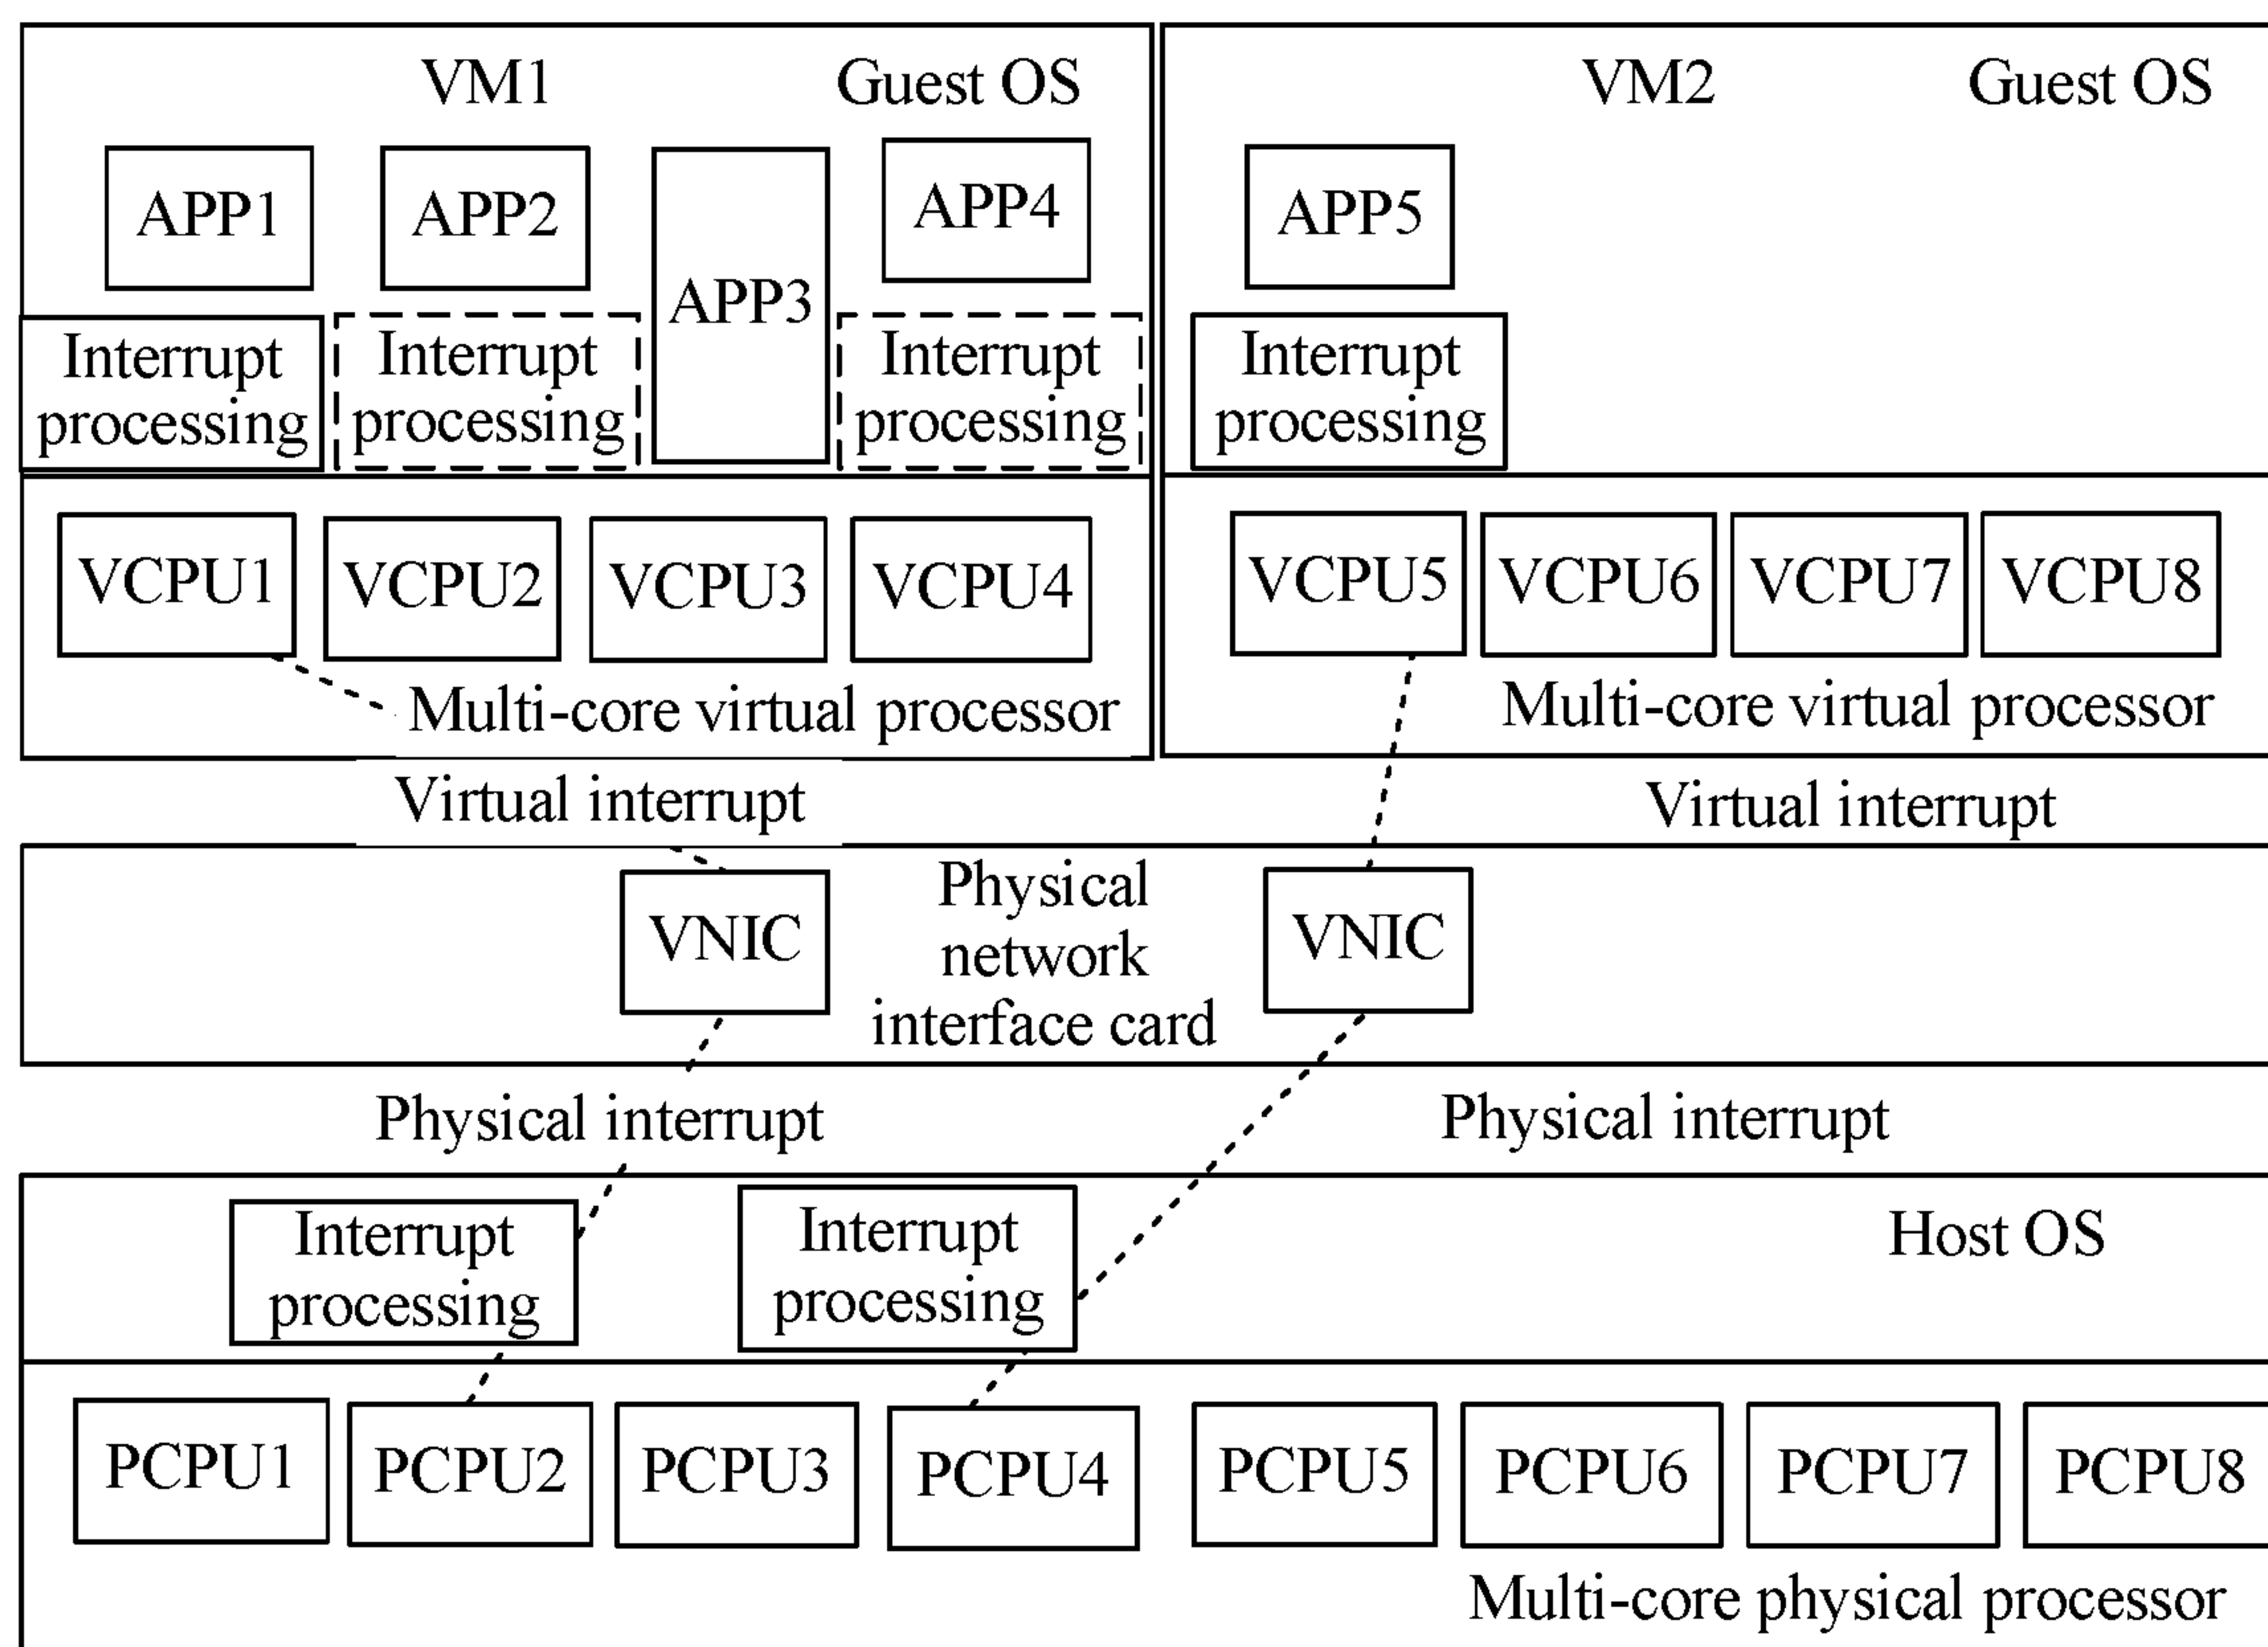 VM1
Guest OS
VM2
Guest OS
APP1
APP2
APP3
APP4
APP5
Interrupt
processing
Interrupt
processing
Interrupt
processing
Interrupt
processing
VCPU1
VCPU2
VCPU3
VCPU4
VCPU5
VCPU6
VCPU7
VCPU8
Multi-core virtual processor
Multi-core virtual processor
Virtual interrupt
Virtual interrupt
VNIC
Physical
network
interface card
VNIC
Physical interrupt
Physical interrupt
Interrupt
processing
Interrupt
processing
Host OS
PCPU1
PCPU2
PCPU3
PCPU4
PCPU5
PCPU6
PCPU7
PCPU8
Multi-core physical processor